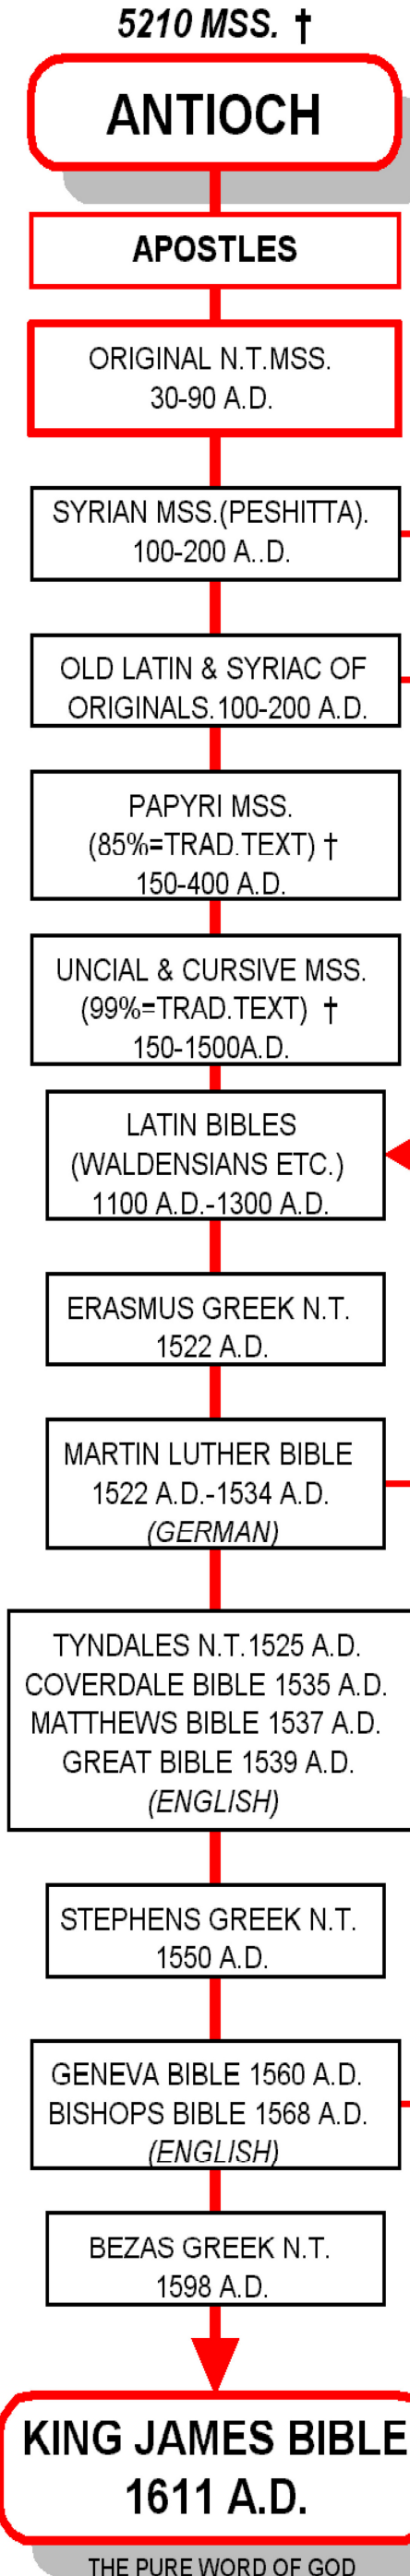 5210 MSS. †
ANTIOCH
APOSTLES
ORIGINAL N.T.MSS.
30-90 A.D.
SYRIAN MSS.(PESHITTA).
100-200 A..D.
OLD LATIN & SYRIAC OF
ORIGINALS.100-200 A.D.
PAPYRI MSS.
(85%=TRAD.TEXT) †
150-400 A.D.
UNCIAL & CURSIVE MSS.
(99%=TRAD.TEXT) †
150-1500A.D.
LATIN BIBLES
(WALDENSIANS ETC.)
1100 A.D.-1300 A.D.
ERASMUS GREEK N.T.
1522 A.D.
MARTIN LUTHER BIBLE
1522 A.D.-1534 A.D.
(GERMAN)
TYNDALES N.T.1525 A.D.
COVERDALE BIBLE 1535 A.D.
MATTHEWS BIBLE 1537 A.D.
GREAT BIBLE 1539 A.D.
(ENGLISH)
STEPHENS GREEK N.T.
1550 A.D.
GENEVA BIBLE 1560 A.D.
BISHOPS BIBLE 1568 A.D.
(ENGLISH)
BEZAS GREEK N.T.
1598 A.D.
KING JAMES BIBLE
1611 A.D.
THE PURE WORD OF GOD